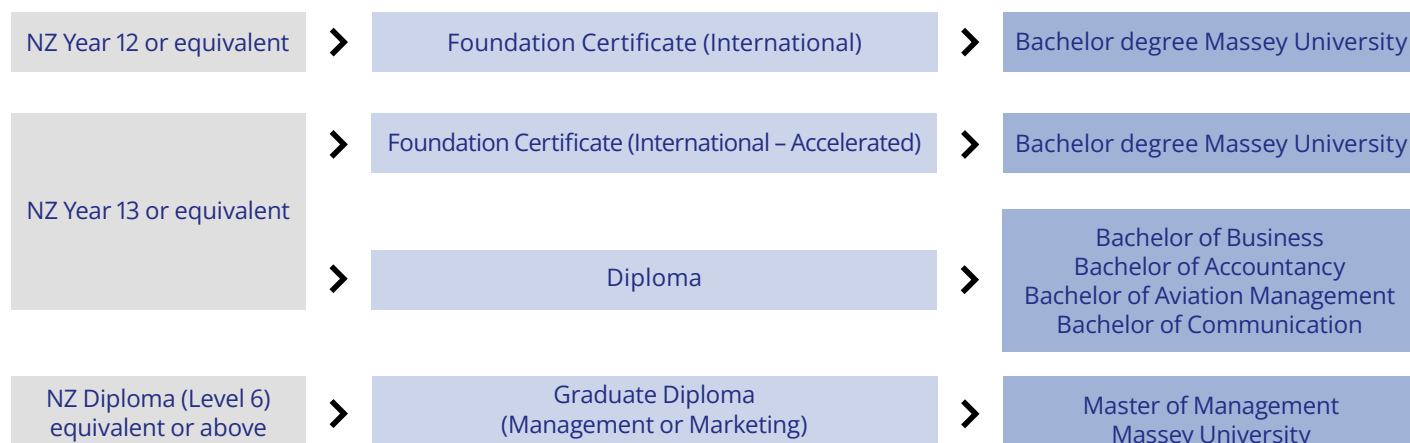 NZ Year 12 or equivalent
Foundation Certificate (International)
Bachelor degree Massey University
NZ Year 13 or equivalent
Foundation Certificate (International – Accelerated)
Bachelor degree Massey University
Diploma
Bachelor of Business
Bachelor of Accountancy
Bachelor of Aviation Management
Bachelor of Communication
NZ Diploma (Level 6)
equivalent or above
Graduate Diploma
(Management or Marketing)
Master of Management
Massey University